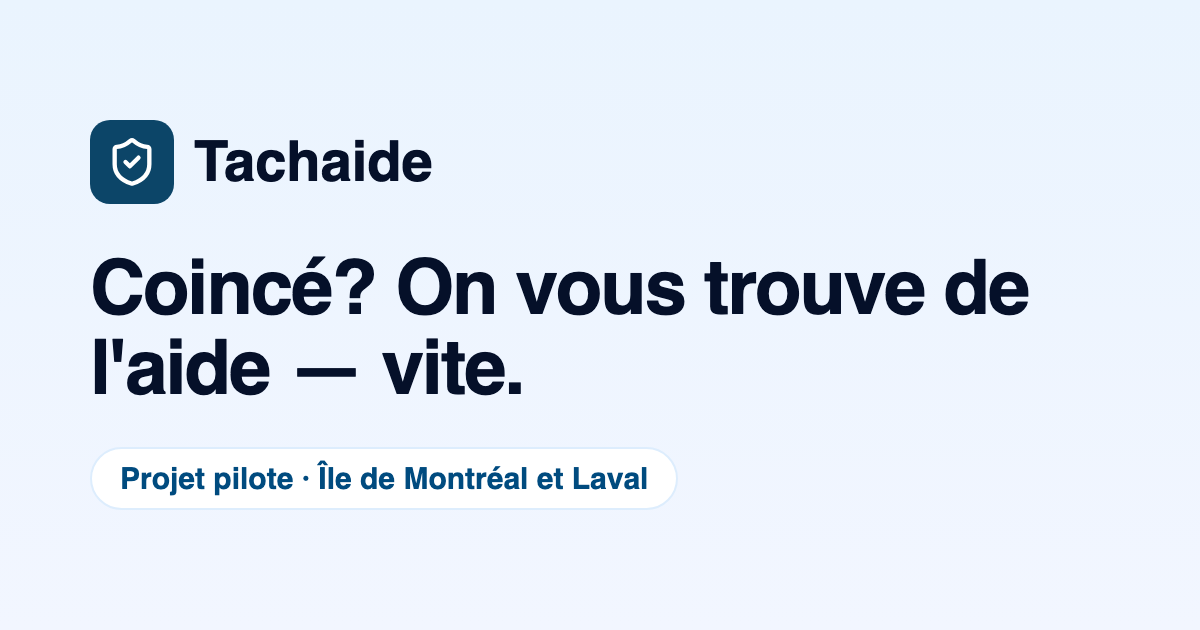 Tachaide
Coincé? On vous trouve de
l'aide — vite.
Projet pilote · Île de Montréal et Laval